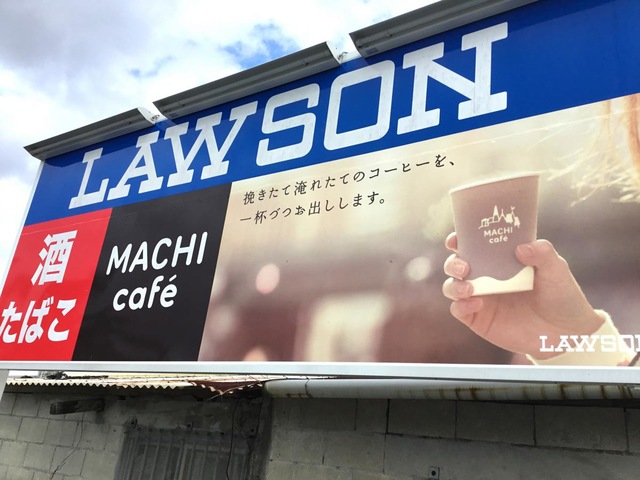 LAWSON
酒
たばこ
MACHI
café
挽きたて淹れたてのコーヒーを、
一杯づつお出しします。
MACHI
café
LAWSON